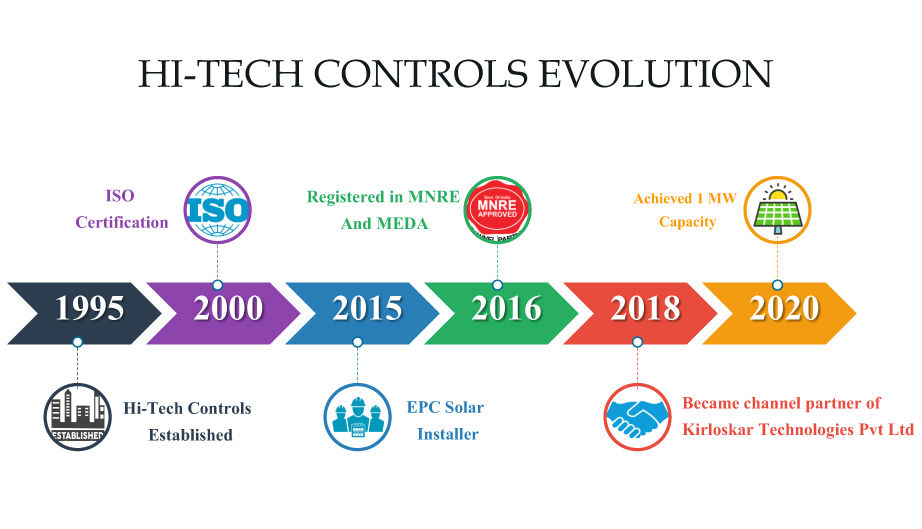 HI-TECH CONTROLS EVOLUTION
ISO
Certification
ISO
Registered in MNRE
And MEDA
Govt. Of India
MNRE
APPROVED
Achieved 1 MW
Capacity
1995
2000
2015
2016
2018
2020
ESTABLISHED
Hi-Tech Controls
Established
EPC Solar
Installer
Became channel partner of
Kirloskar Technologies Pvt Ltd